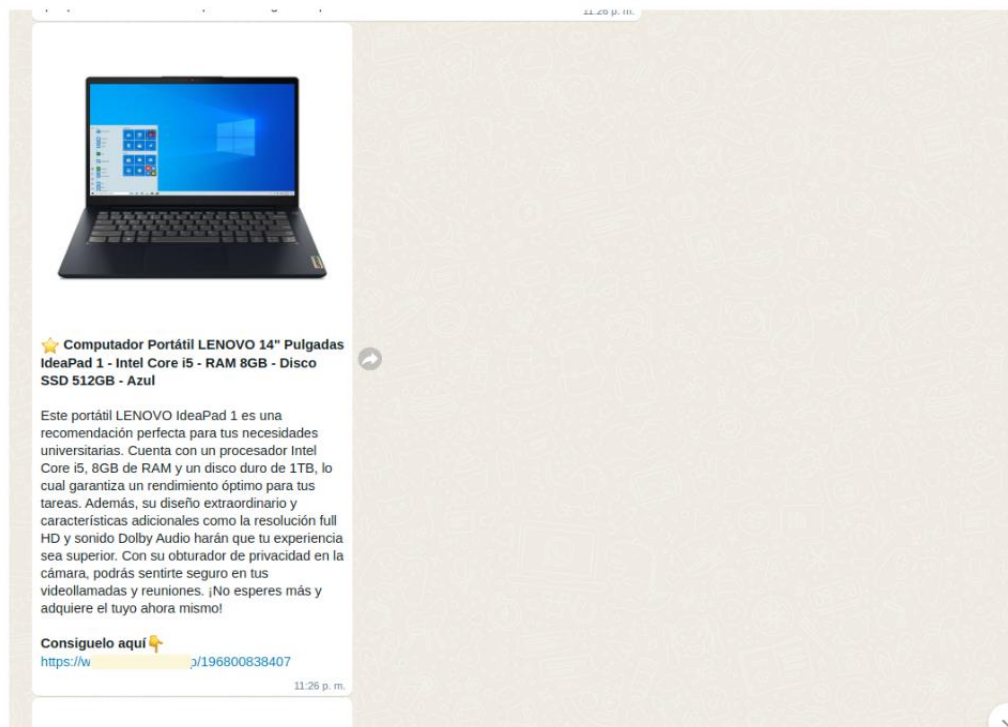 11:26 p. m.
⭐ Computador Portátil LENOVO 14" Pulgadas
IdeaPad 1 - Intel Core i5 - RAM 8GB - Disco
SSD 512GB - Azul
Este portátil LENOVO IdeaPad 1 es una
recomendación perfecta para tus necesidades
universitarias. Cuenta con un procesador Intel
Core i5, 8GB de RAM y un disco duro de 1TB, lo
cual garantiza un rendimiento óptimo para tus
tareas. Además, su diseño extraordinario y
características adicionales como la resolución full
HD y sonido Dolby Audio harán que tu experiencia
sea superior. Con su obturador de privacidad en la
cámara, podrás sentirte seguro en tus
videollamadas y reuniones. ¡No esperes más y
adquiere el tuyo ahora mismo!
Consiguelo aquí👇
https://w p/196800838407
11:26 p. m.